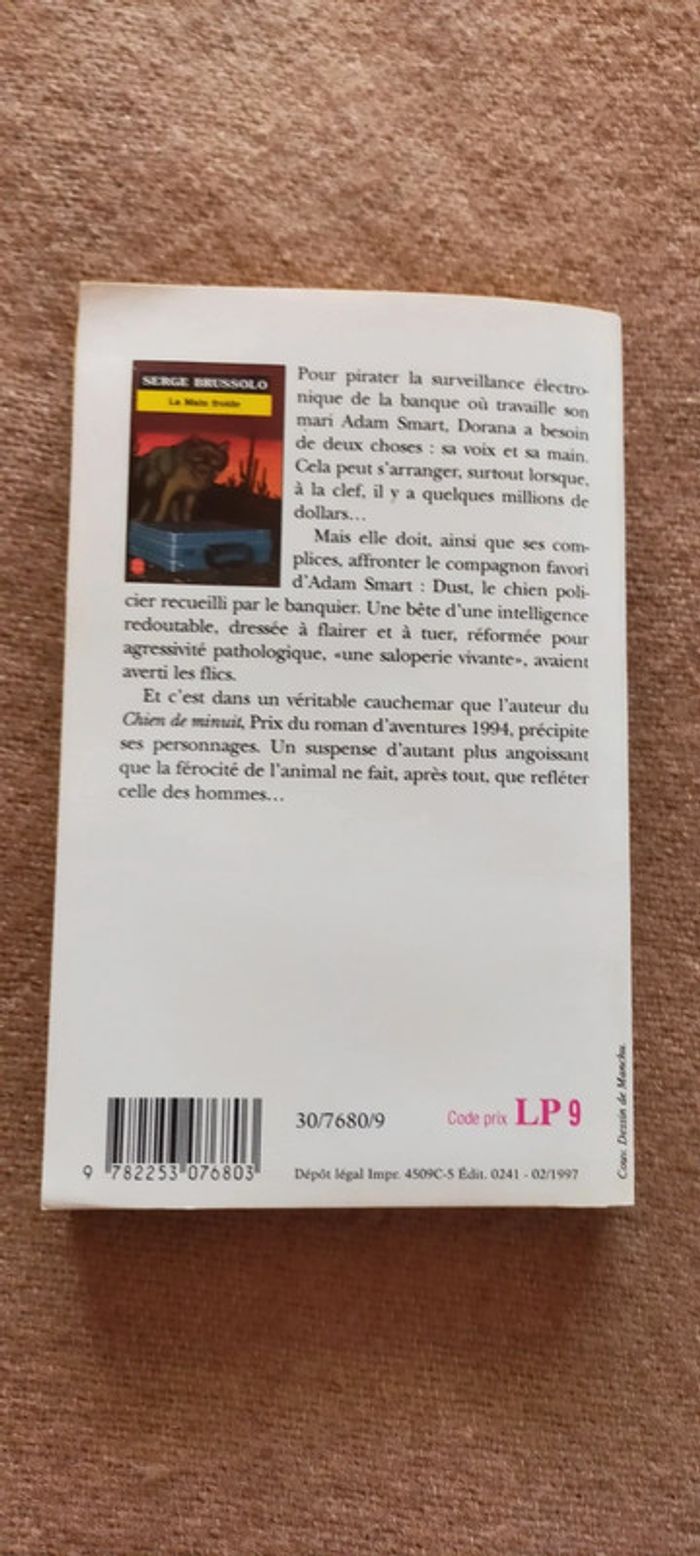 SERGE BRUSSOLO
La Main froide
Pour pirater la surveillance électro-
nique de la banque où travaille son
mari Adam Smart, Dorana a besoin
de deux choses : sa voix et sa main.
Cela peut s'arranger, surtout lorsque,
à la clef, il y a quelques millions de
dollars...
Mais elle doit, ainsi que ses com-
plices, affronter le compagnon favori
d'Adam Smart : Dust, le chien poli-
cier recueilli par le banquier. Une bête d'une intelligence
redoutable, dressée à flairer et à tuer, réformée pour
agressivité pathologique, «une saloperie vivante», avaient
averti les flics.
Et c'est dans un véritable cauchemar que l'auteur du
Chien de minuit, Prix du roman d'aventures 1994, précipite
ses personnages. Un suspense d'autant plus angoissant
que la férocité de l'animal ne fait, après tout, que refléter
celle des hommes...
30/7680/9
Code prix LP 9
9 782253 076803
Dépôt légal Impr. 4509C-5 Édit. 0241 - 02/1997
Couv. Dessin de Manchu.